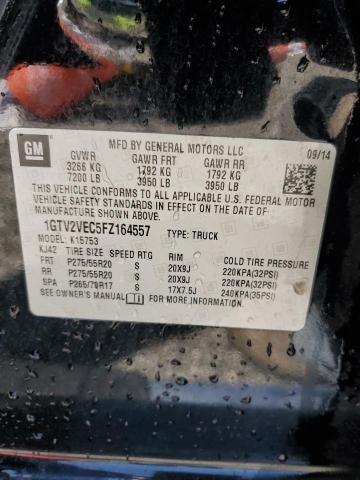 GM
MFD BY GENERAL MOTORS LLC
09/14
GVWR GAWR FRT GAWR RR
3266 KG 1792 KG 1792 KG
7200 LB 3950 LB 3950 LB
THIS VEHICLE CONFORMS TO ALL APPLICABLE U.S. FEDERAL MOTOR
VEHICLE SAFETY STANDARDS IN EFFECT ON THE DATE OF
MANUFACTURE SHOWN ABOVE.
1GTV2VEC5FZ164557 TYPE: TRUCK
MODEL: K15753
KJ42 TIRE SIZE SPEED RTG RIM COLD TIRE PRESSURE
FRT P275/55R20 S 20X9J 220KPA(32PSI)
RR P275/55R20 S 20X9J 220KPA(32PSI)
SPA P265/70R17 S 17X7.5J 240KPA(35PSI)
SEE OWNER'S MANUAL FOR MORE INFORMATION